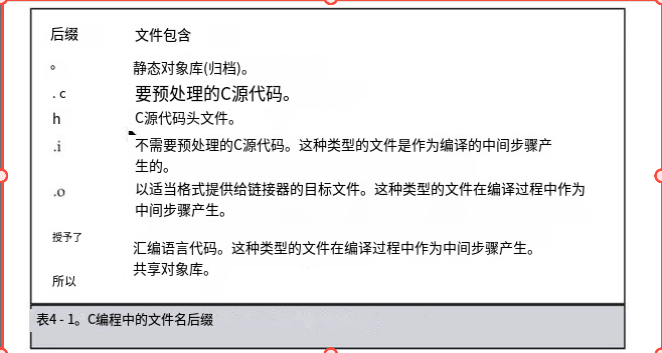 后缀 文件包含
。 静态对象库(归档)。
. c 要预处理的C源代码。
h C源代码头文件。
.i 不需要预处理的C源代码。这种类型的文件是作为编译的中间步骤产
生的。
.o 以适当格式提供给链接器的目标文件。这种类型的文件在编译过程中作为
中间步骤产生。
授予了 汇编语言代码。这种类型的文件在编译过程中作为中间步骤产生。
所以 共享对象库。
表4 - 1。C编程中的文件名后缀